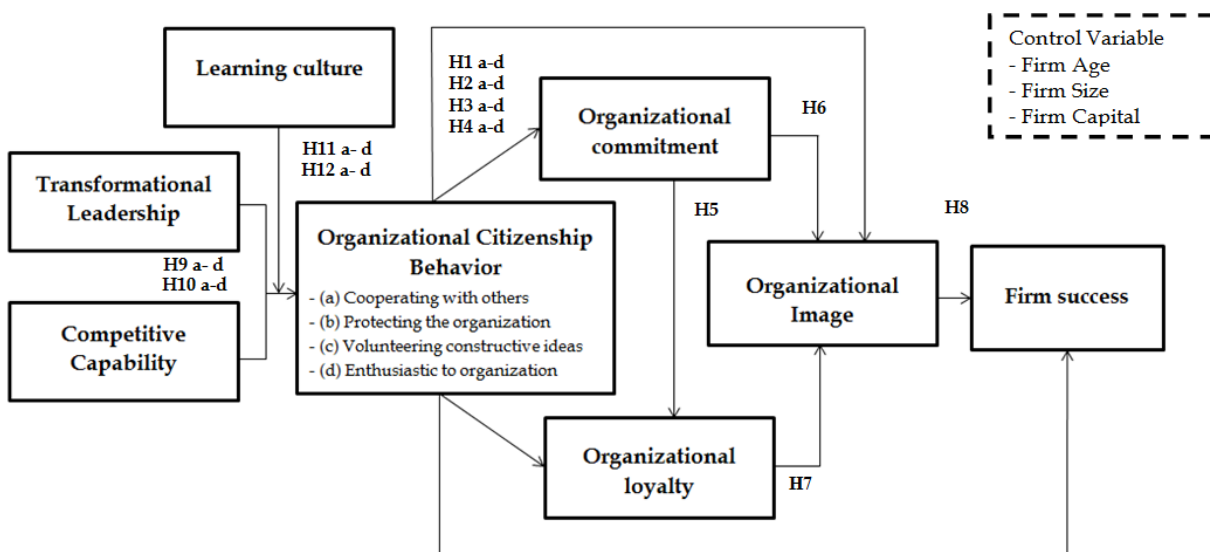 Learning culture
H11 a- d
H12 a- d
Transformational
Leadership
H9 a- d
H10 a-d
Competitive
Capability
Organizational Citizenship
Behavior
- (a) Cooperating with others
- (b) Protecting the organization
- (c) Volunteering constructive ideas
- (d) Enthusiastic to organization
H1 a-d
H2 a-d
H3 a-d
H4 a-d
Organizational
commitment
H5
H6
Organizational
loyalty
H7
Organizational
Image
H8
Firm success
Control Variable
- Firm Age
- Firm Size
- Firm Capital